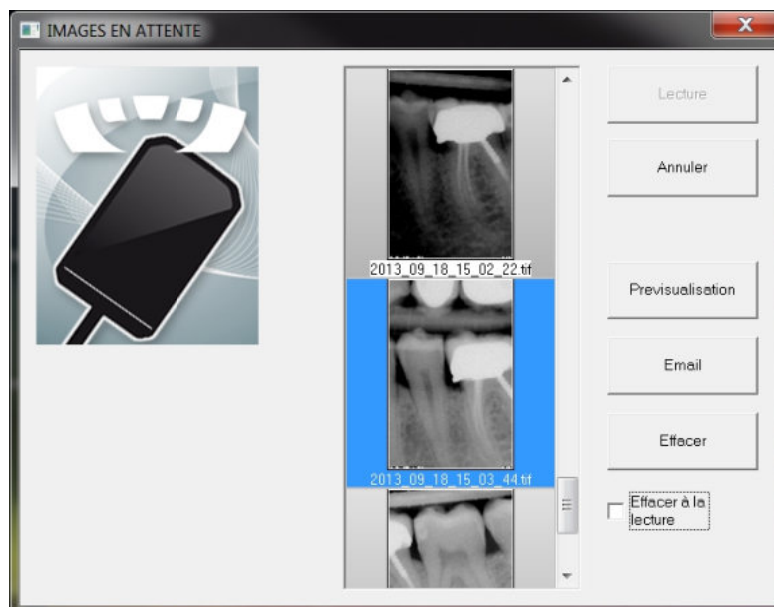 IMAGES EN ATTENTE
Lecture
Annuler
2013_09_18_15_02_22.tif
Previsualisation
Email
Effacer
2013_09_18_15_03_44.tif
Effacer à la
lecture